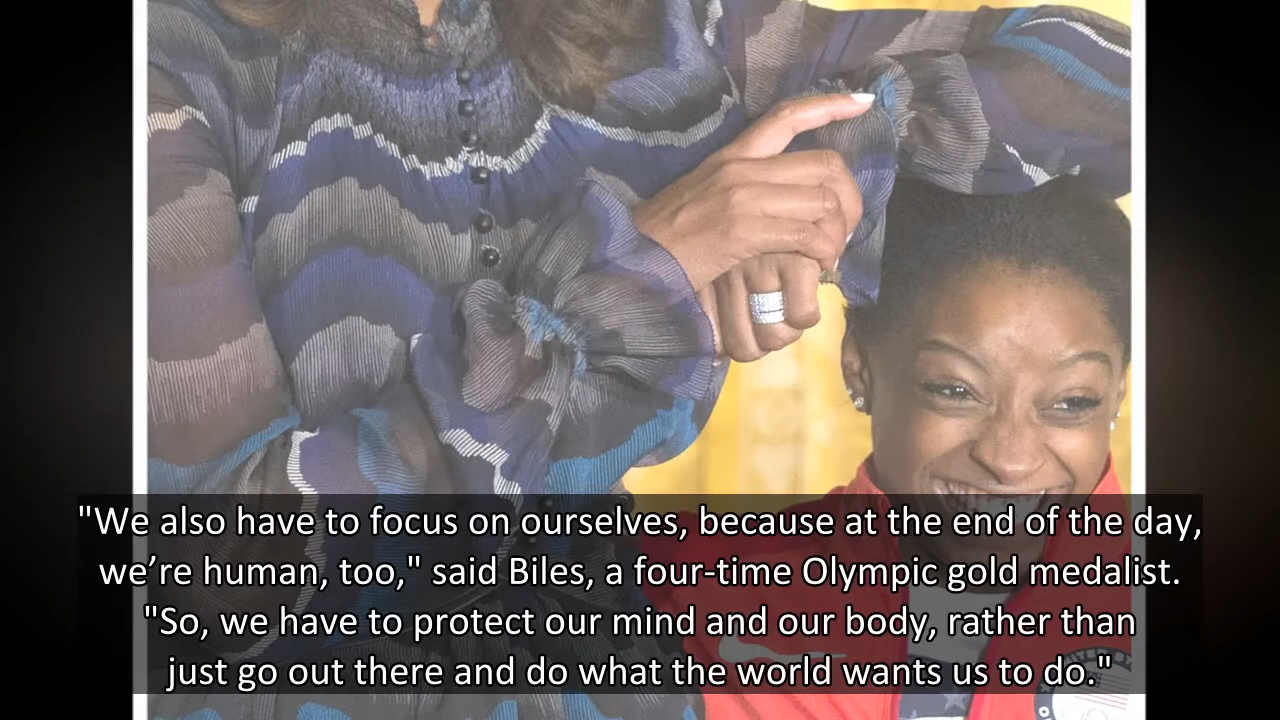 "We also have to focus on ourselves, because at the end of the day,
we’re human, too," said Biles, a four-time Olympic gold medalist.
"So, we have to protect our mind and our body, rather than
just go out there and do what the world wants us to do."